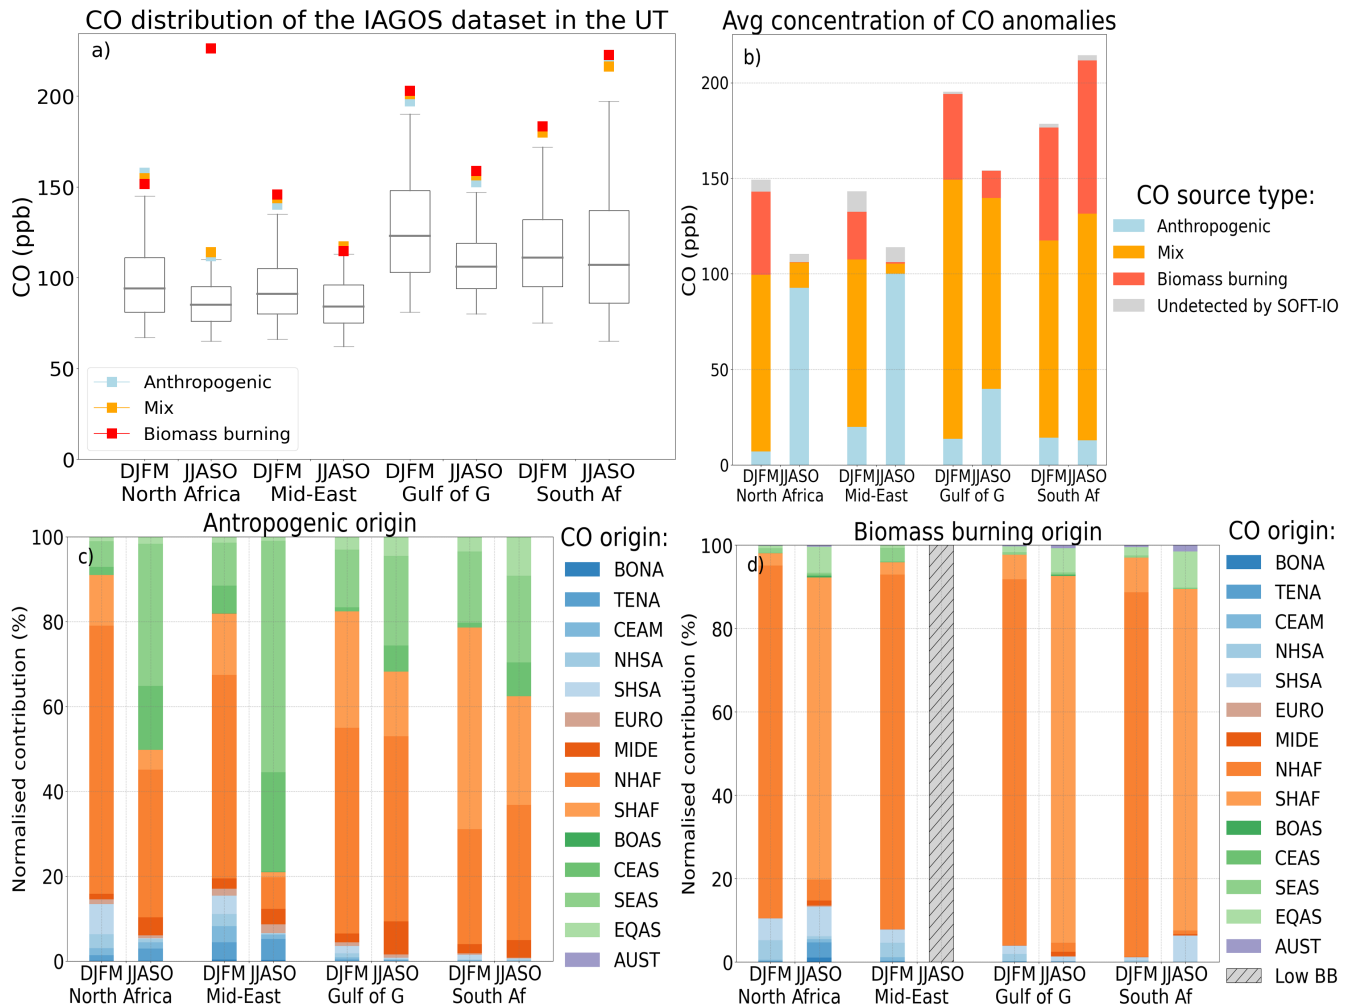 CO distribution of the IAGOS dataset in the UT
a)
CO (ppb)
200
150
100
50
0
Anthropogenic
Mix
Biomass burning
DJFM JJASO DJFM JJASO DJFM JJASO DJFM JJASO
North Africa Mid-East Gulf of G South Af
Avg concentration of CO anomalies
b)
CO (ppb)
200
150
100
50
0
DJFMJJASO DJFMJJASO DJFMJJASO DJFMJJASO
North Africa Mid-East Gulf of G South Af
CO source type:
Anthropogenic
Mix
Biomass burning
Undetected by SOFT-IO
Antropogenic origin
c)
Normalised contribution (%)
100
80
60
40
20
0
DJFM JJASO DJFM JJASO DJFM JJASO DJFM JJASO
North Africa Mid-East Gulf of G South Af
CO origin:
BONA
TENA
CEAM
NHSA
SHSA
EURO
MIDE
NHAF
SHAF
BOAS
CEAS
SEAS
EQAS
AUST
Biomass burning origin
d)
Normalised contribution (%)
100
80
60
40
20
0
DJFM JJASO DJFM JJASO DJFM JJASO DJFM JJASO
North Africa Mid-East Gulf of G South Af
CO origin:
BONA
TENA
CEAM
NHSA
SHSA
EURO
MIDE
NHAF
SHAF
BOAS
CEAS
SEAS
EQAS
AUST
Low BB